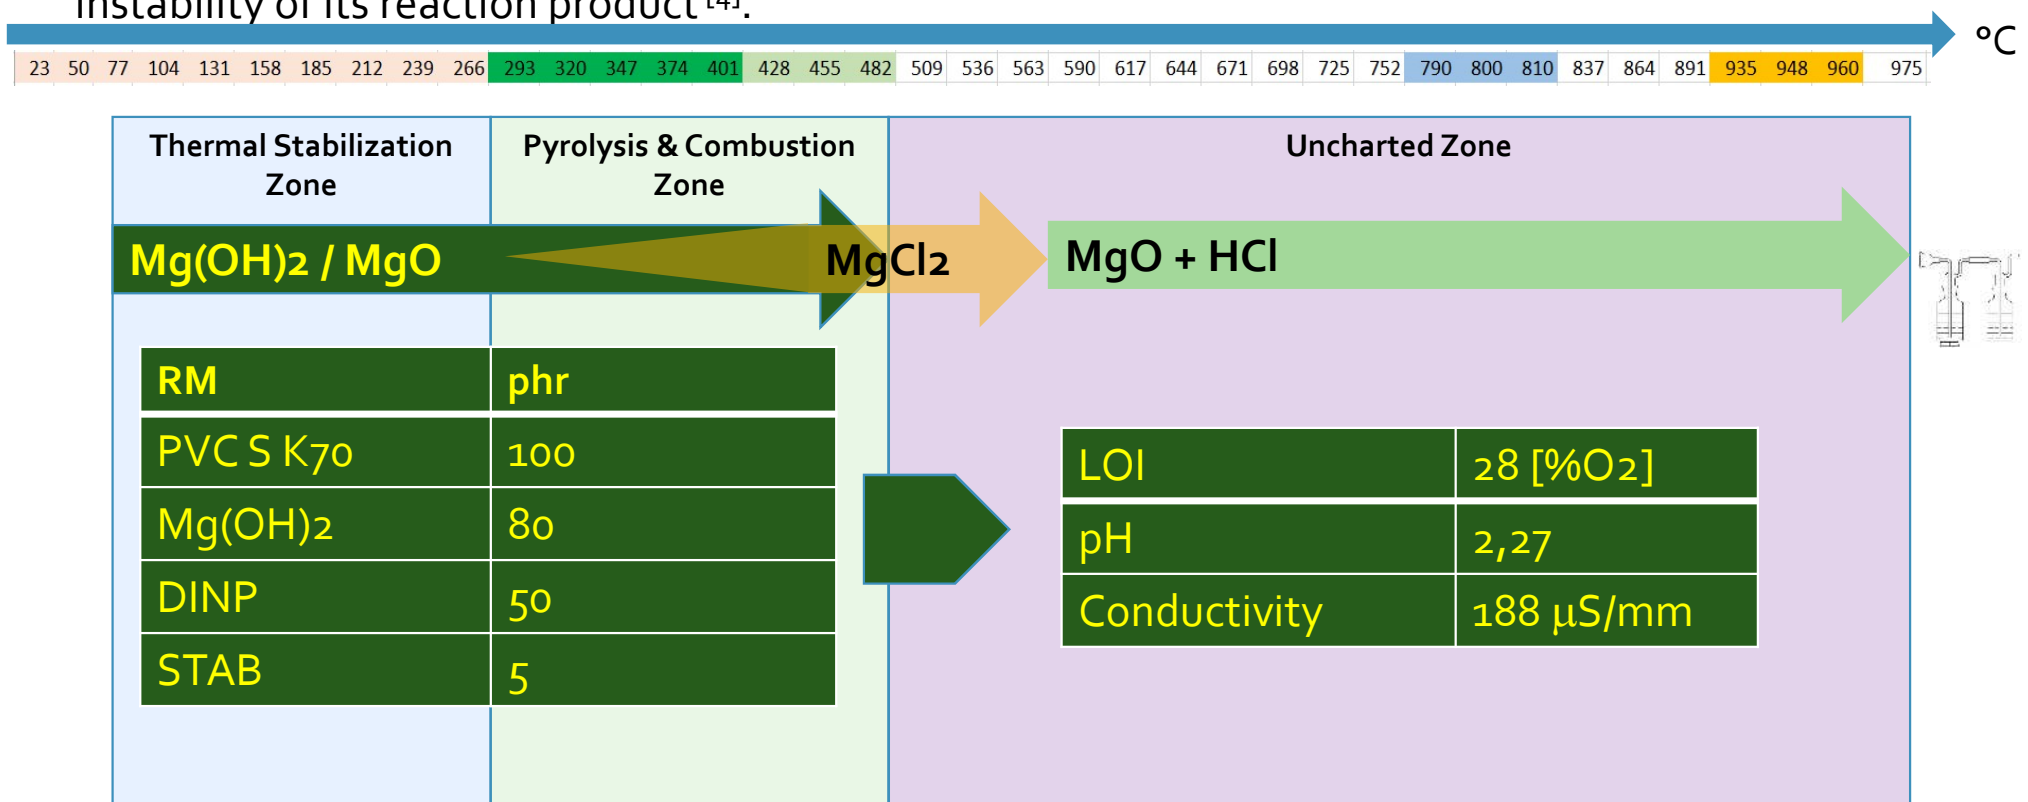 instability of its reaction product [4].
°C
23 50 77 104 131 158 185 212 239 266 293 320 347 374 401 428 455 482 509 536 563 590 617 644 671 698 725 752 790 800 810 837 864 891 935 948 960 975
Thermal Stabilization
Zone
Pyrolysis & Combustion
Zone
Uncharted Zone
Mg(OH)2 / MgO
MgCl2
MgO + HCl
RM phr
PVC S K70 100
Mg(OH)2 80
DINP 50
STAB 5
LOI 28 [%O2]
pH 2,27
Conductivity 188 µS/mm